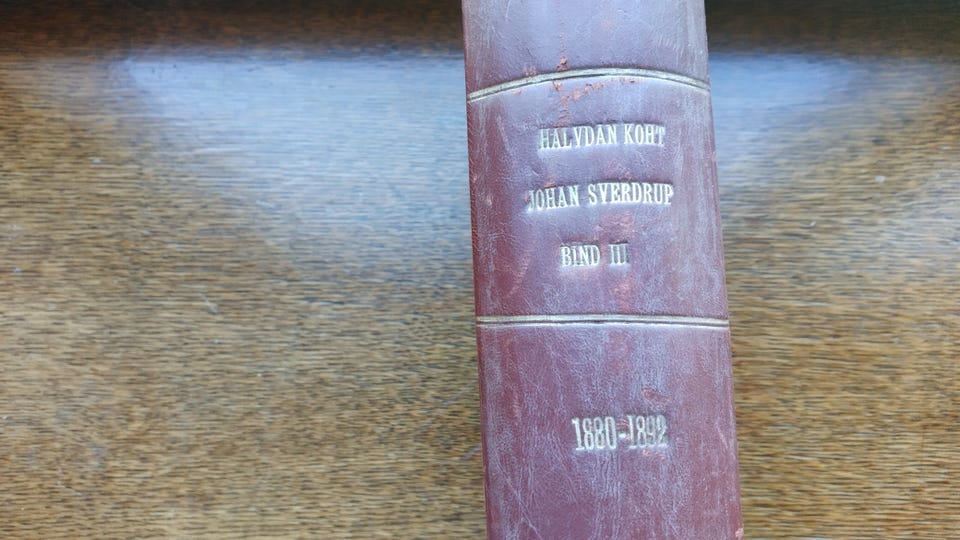 HALVDAN KOHT
JOHAN SVERDRUP
BIND III
1880-1892